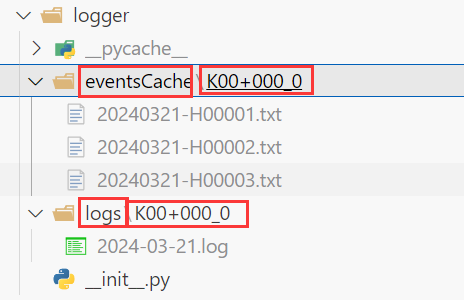 logger
__pycache__
eventsCache\K00+000_0
20240321-H00001.txt
20240321-H00002.txt
20240321-H00003.txt
logs\K00+000_0
2024-03-21.log
__init__.py